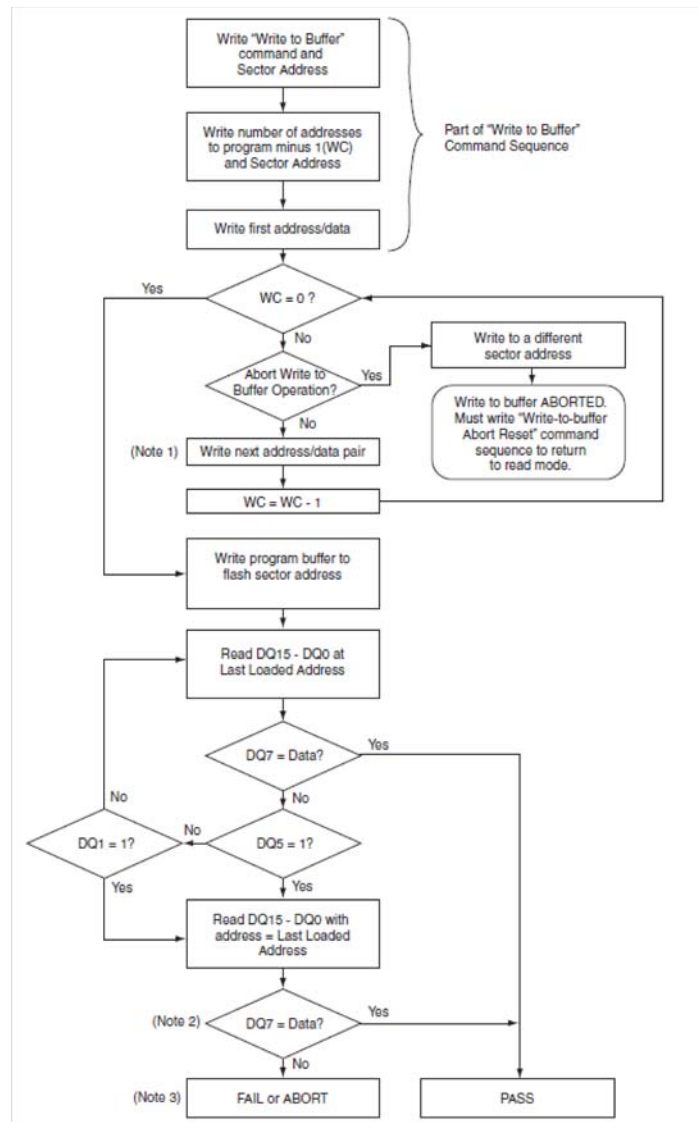 Write "Write to Buffer"
command and
Sector Address
Write number of addresses
to program minus 1(WC)
and Sector Address
Part of "Write to Buffer"
Command Sequence
Write first address/data
Yes
WC = 0 ?
No
Write to a different
sector address
Abort Write to
Buffer Operation?
Yes
No
Write to buffer ABORTED.
Must write "Write-to-buffer
Abort Reset" command
sequence to return
to read mode.
(Note 1)
Write next address/data pair
WC = WC - 1
Write program buffer to
flash sector address
Read DQ15 - DQ0 at
Last Loaded Address
DQ7 = Data?
Yes
No
No
DQ1 = 1?
No
DQ5 = 1?
Yes
Yes
Read DQ15 - DQ0 with
address = Last Loaded
Address
(Note 2)
DQ7 = Data?
Yes
No
(Note 3)
FAIL or ABORT
PASS